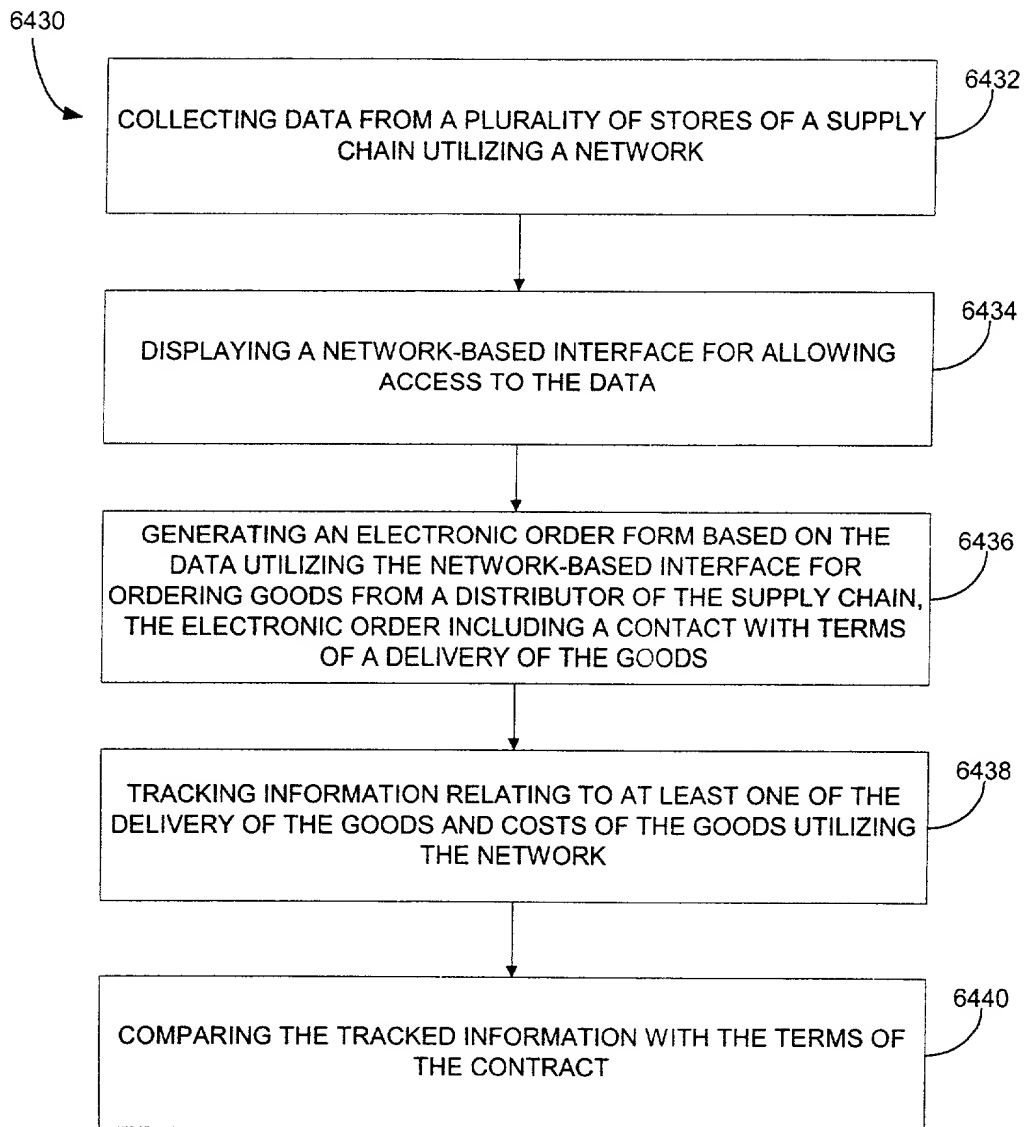 6430
6432
COLLECTING DATA FROM A PLURALITY OF STORES OF A SUPPLY
CHAIN UTILIZING A NETWORK
6434
DISPLAYING A NETWORK-BASED INTERFACE FOR ALLOWING
ACCESS TO THE DATA
6436
GENERATING AN ELECTRONIC ORDER FORM BASED ON THE
DATA UTILIZING THE NETWORK-BASED INTERFACE FOR
ORDERING GOODS FROM A DISTRIBUTOR OF THE SUPPLY CHAIN,
THE ELECTRONIC ORDER INCLUDING A CONTACT WITH TERMS
OF A DELIVERY OF THE GOODS
6438
TRACKING INFORMATION RELATING TO AT LEAST ONE OF THE
DELIVERY OF THE GOODS AND COSTS OF THE GOODS UTILIZING
THE NETWORK
6440
COMPARING THE TRACKED INFORMATION WITH THE TERMS OF
THE CONTRACT